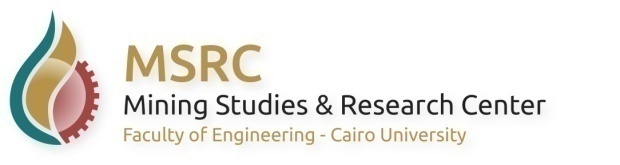 MSRC
Mining Studies & Research Center
Faculty of Engineering - Cairo University